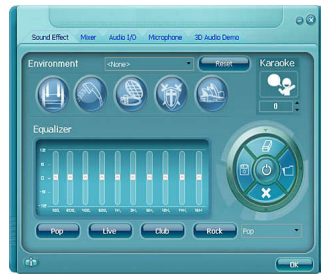 Sound Effect Mixer Audio I/O Microphone 3D Audio Demo
Environment <None> Reset Karaoke
0
Equalizer
Pop Live Club Rock Pop
OK